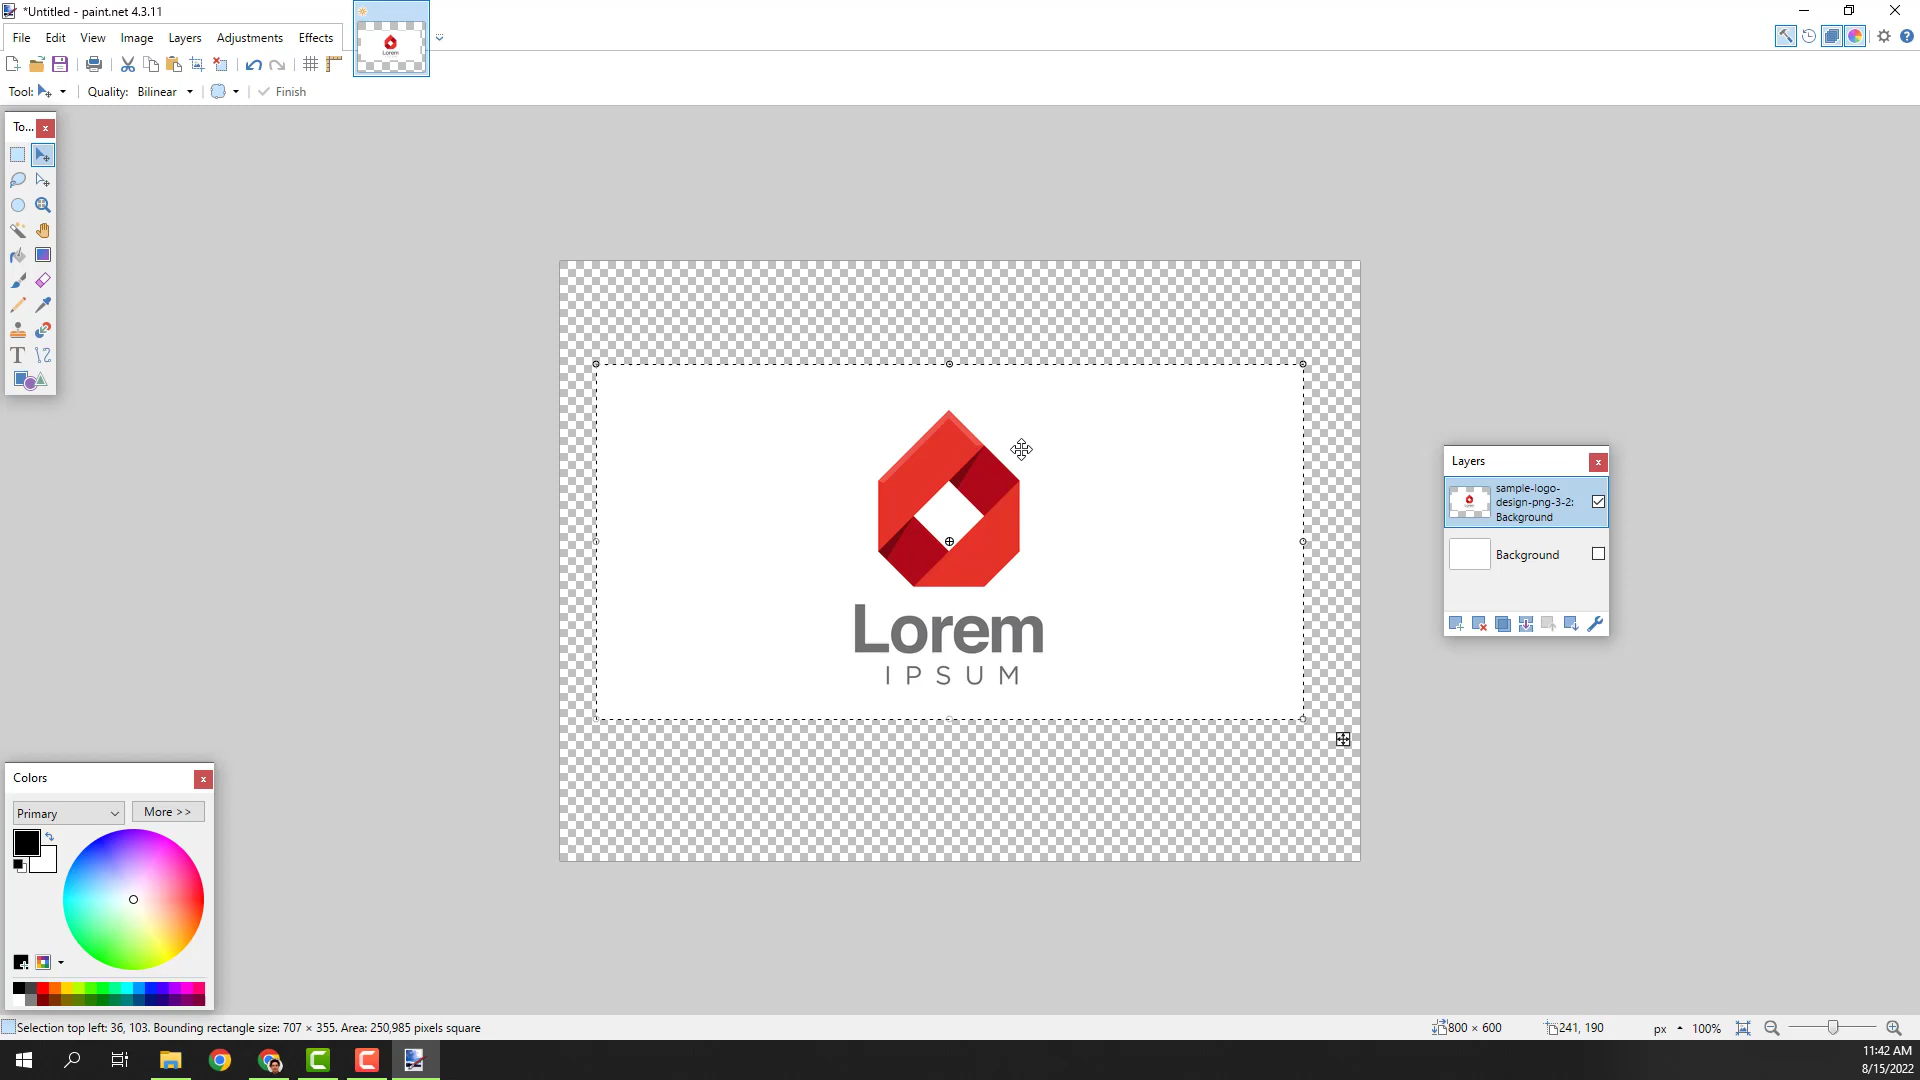 *Untitled - paint.net 4.3.11
File Edit View Image Layers Adjustments Effects
Lorem
Tool: Quality: Bilinear Finish
To...
Lorem
IPSUM
Layers
sample-logo-
design-png-3-2:
Background
Background
Colors
Primary More >>
Selection top left: 36, 103. Bounding rectangle size: 707 × 355. Area: 250,985 pixels square
800 × 600 241, 190 px 100%
11:42 AM
8/15/2022